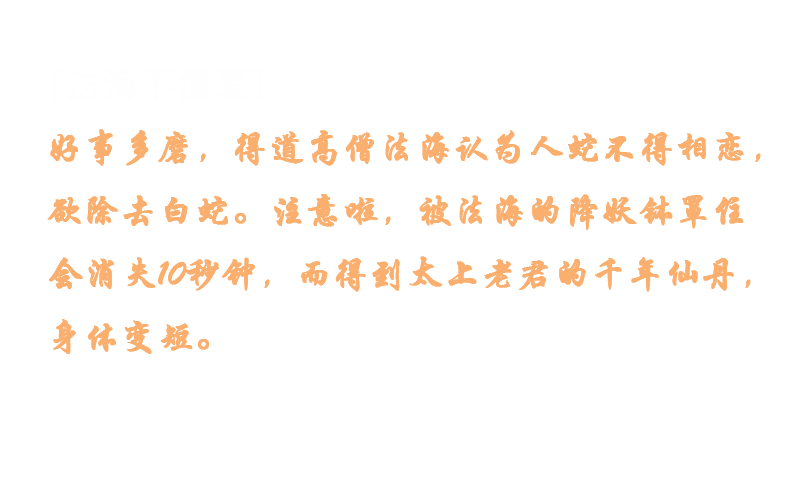 好事多磨，得道高僧法海认为人蛇不得相恋，
欲除去白蛇。注意啦，被法海的降妖钵罩住
会消失10秒钟，而得到太上老君的千年仙丹，
身体变短。